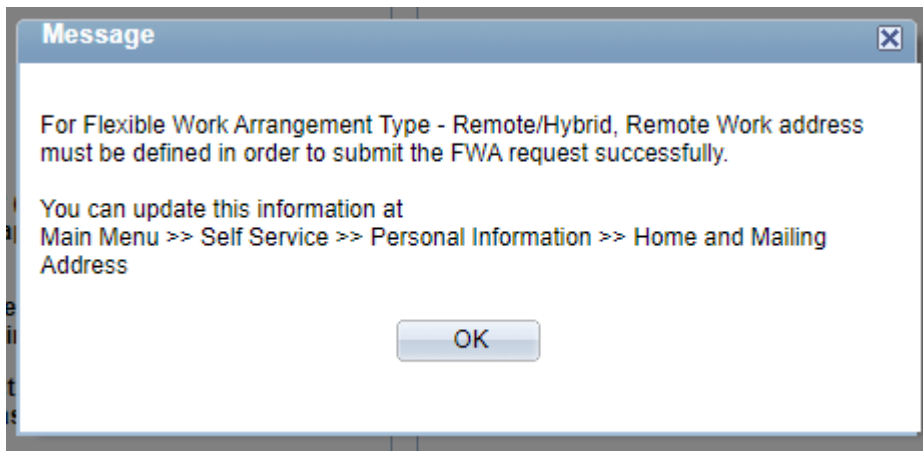 Message
For Flexible Work Arrangement Type - Remote/Hybrid, Remote Work address
must be defined in order to submit the FWA request successfully.
You can update this information at
Main Menu >> Self Service >> Personal Information >> Home and Mailing
Address
OK